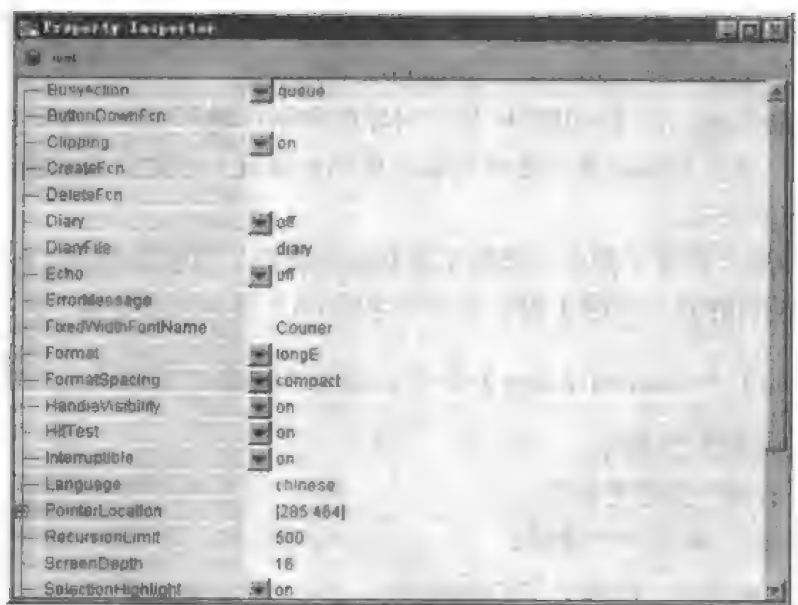 Property Inspector
root
BusyAction queue
ButtonDownFcn
Clipping on
CreateFcn
DeleteFcn
Diary off
DiaryFile diary
Echo off
ErrorMessage
FixedWidthFontName Courier
Format longE
FormatSpacing compact
HandleVisibility on
HitTest on
Interruptible on
Language chinese
PointerLocation [285 464]
RecursionLimit 500
ScreenDepth 16
SelectionHighlight on